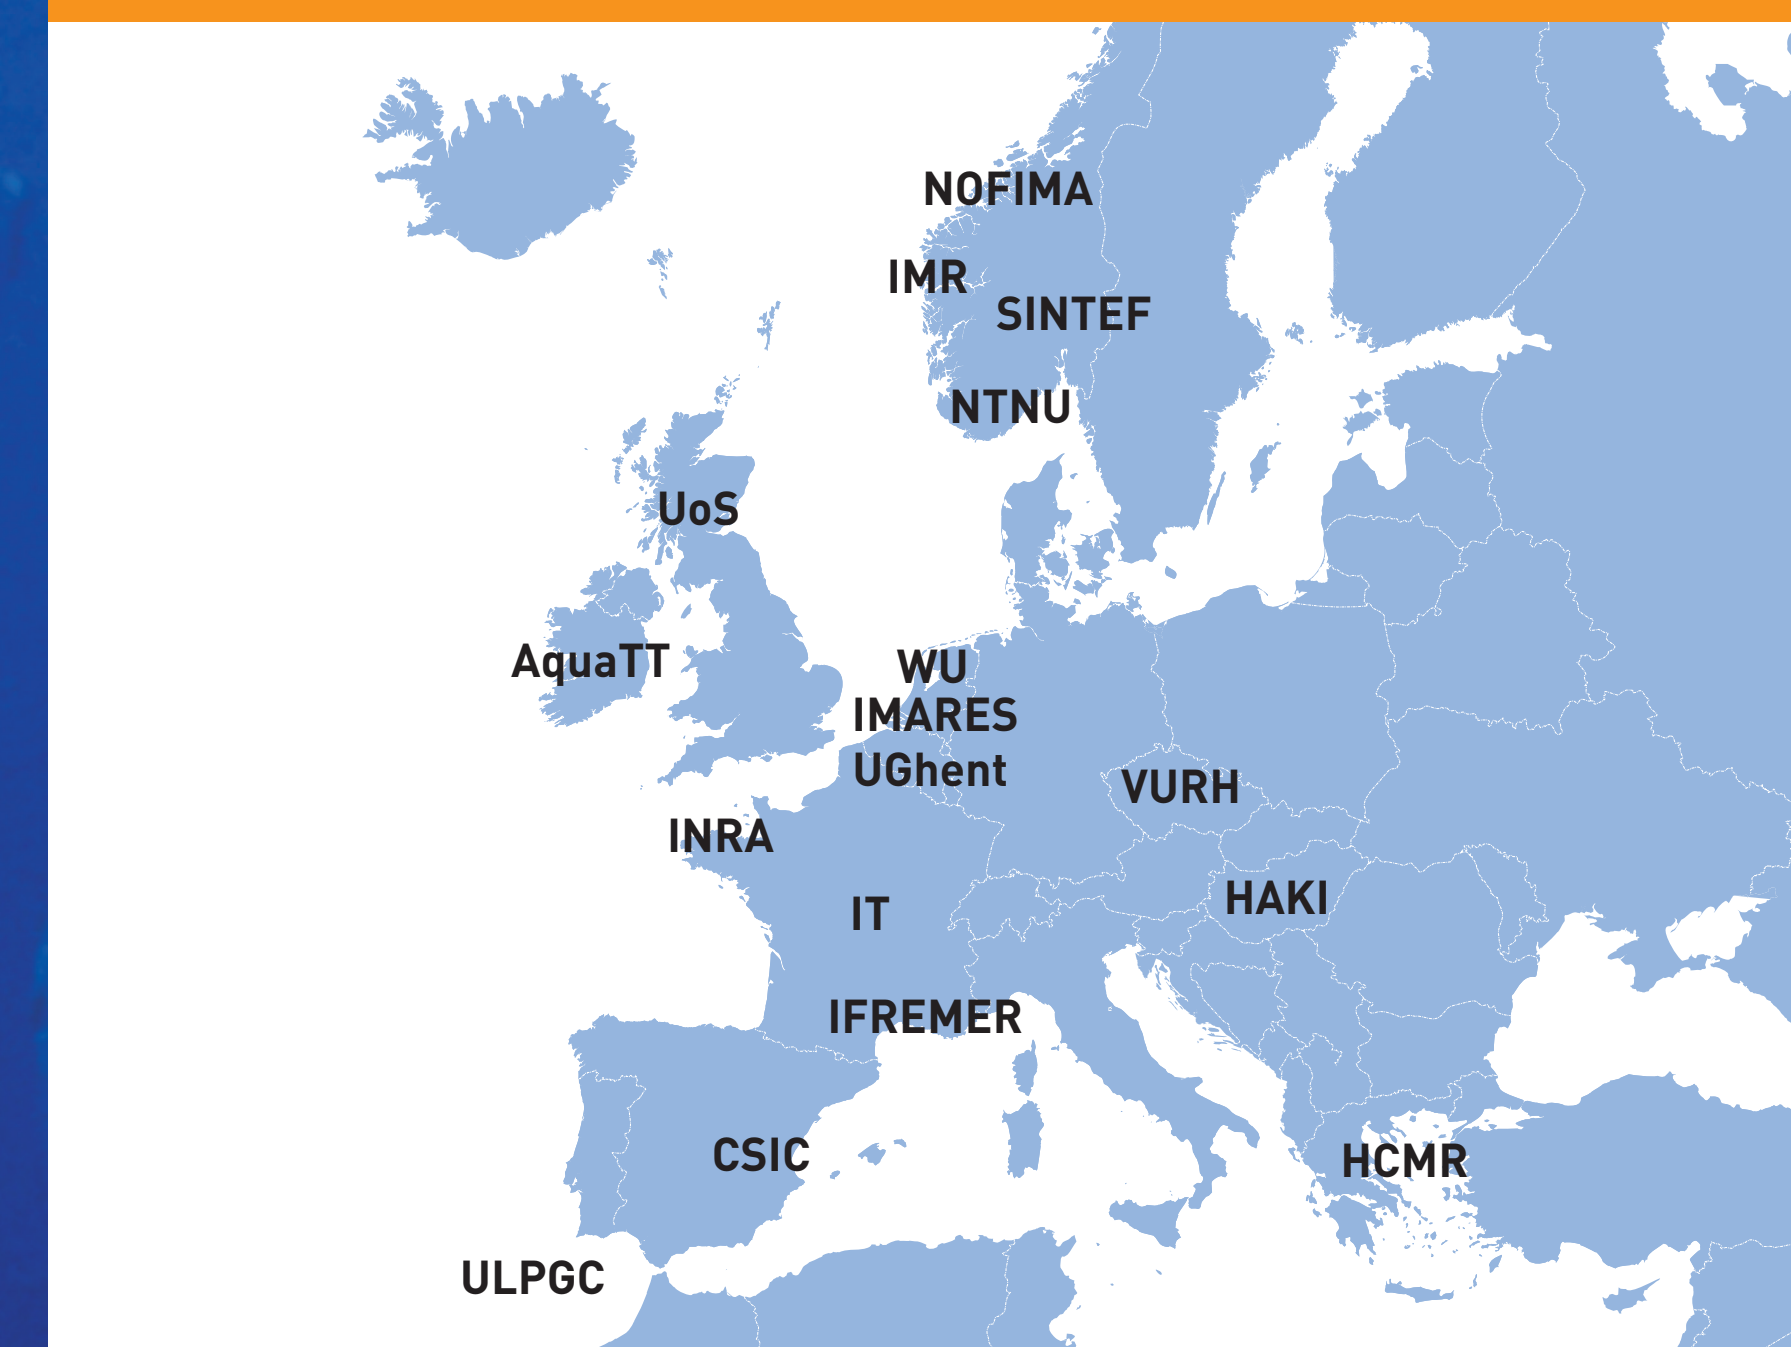 NOFIMA
IMR
SINTEF
NTNU
UoS
AquaTT
WU
IMARES
UGhent
VURH
INRA
HAKI
IT
IFREMER
CSIC
HCMR
ULPGC